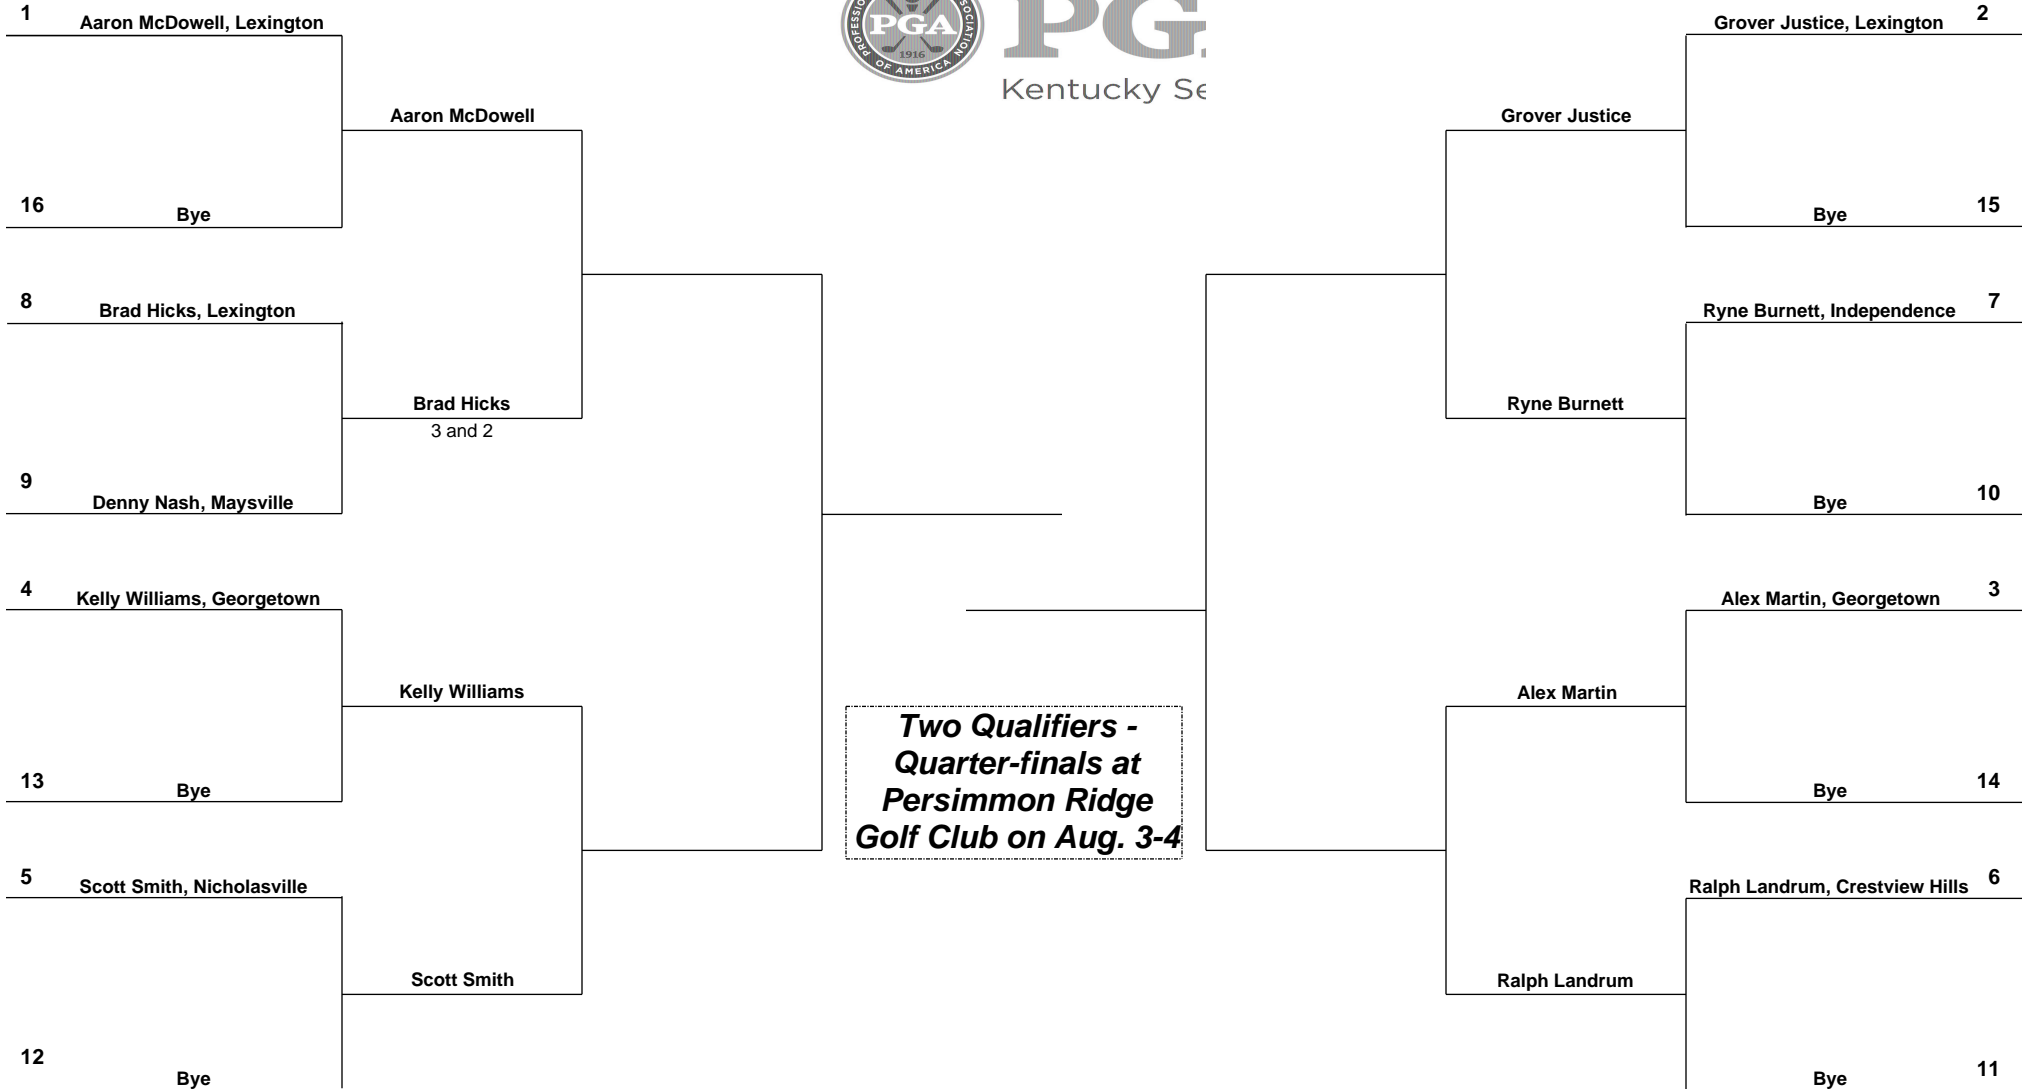 PGA
1916
OF AMERICA
PG
Kentucky Se
1
Aaron McDowell, Lexington
Aaron McDowell
16
Bye
8
Brad Hicks, Lexington
Brad Hicks
3 and 2
9
Denny Nash, Maysville
4
Kelly Williams, Georgetown
Kelly Williams
13
Bye
5
Scott Smith, Nicholasville
Scott Smith
12
Bye
Two Qualifiers -
Quarter-finals at
Persimmon Ridge
Golf Club on Aug. 3-4
Grover Justice, Lexington 2
Grover Justice
15
Bye
Ryne Burnett, Independence 7
Ryne Burnett
10
Bye
Alex Martin, Georgetown 3
Alex Martin
14
Bye
Ralph Landrum, Crestview Hills 6
Ralph Landrum
11
Bye